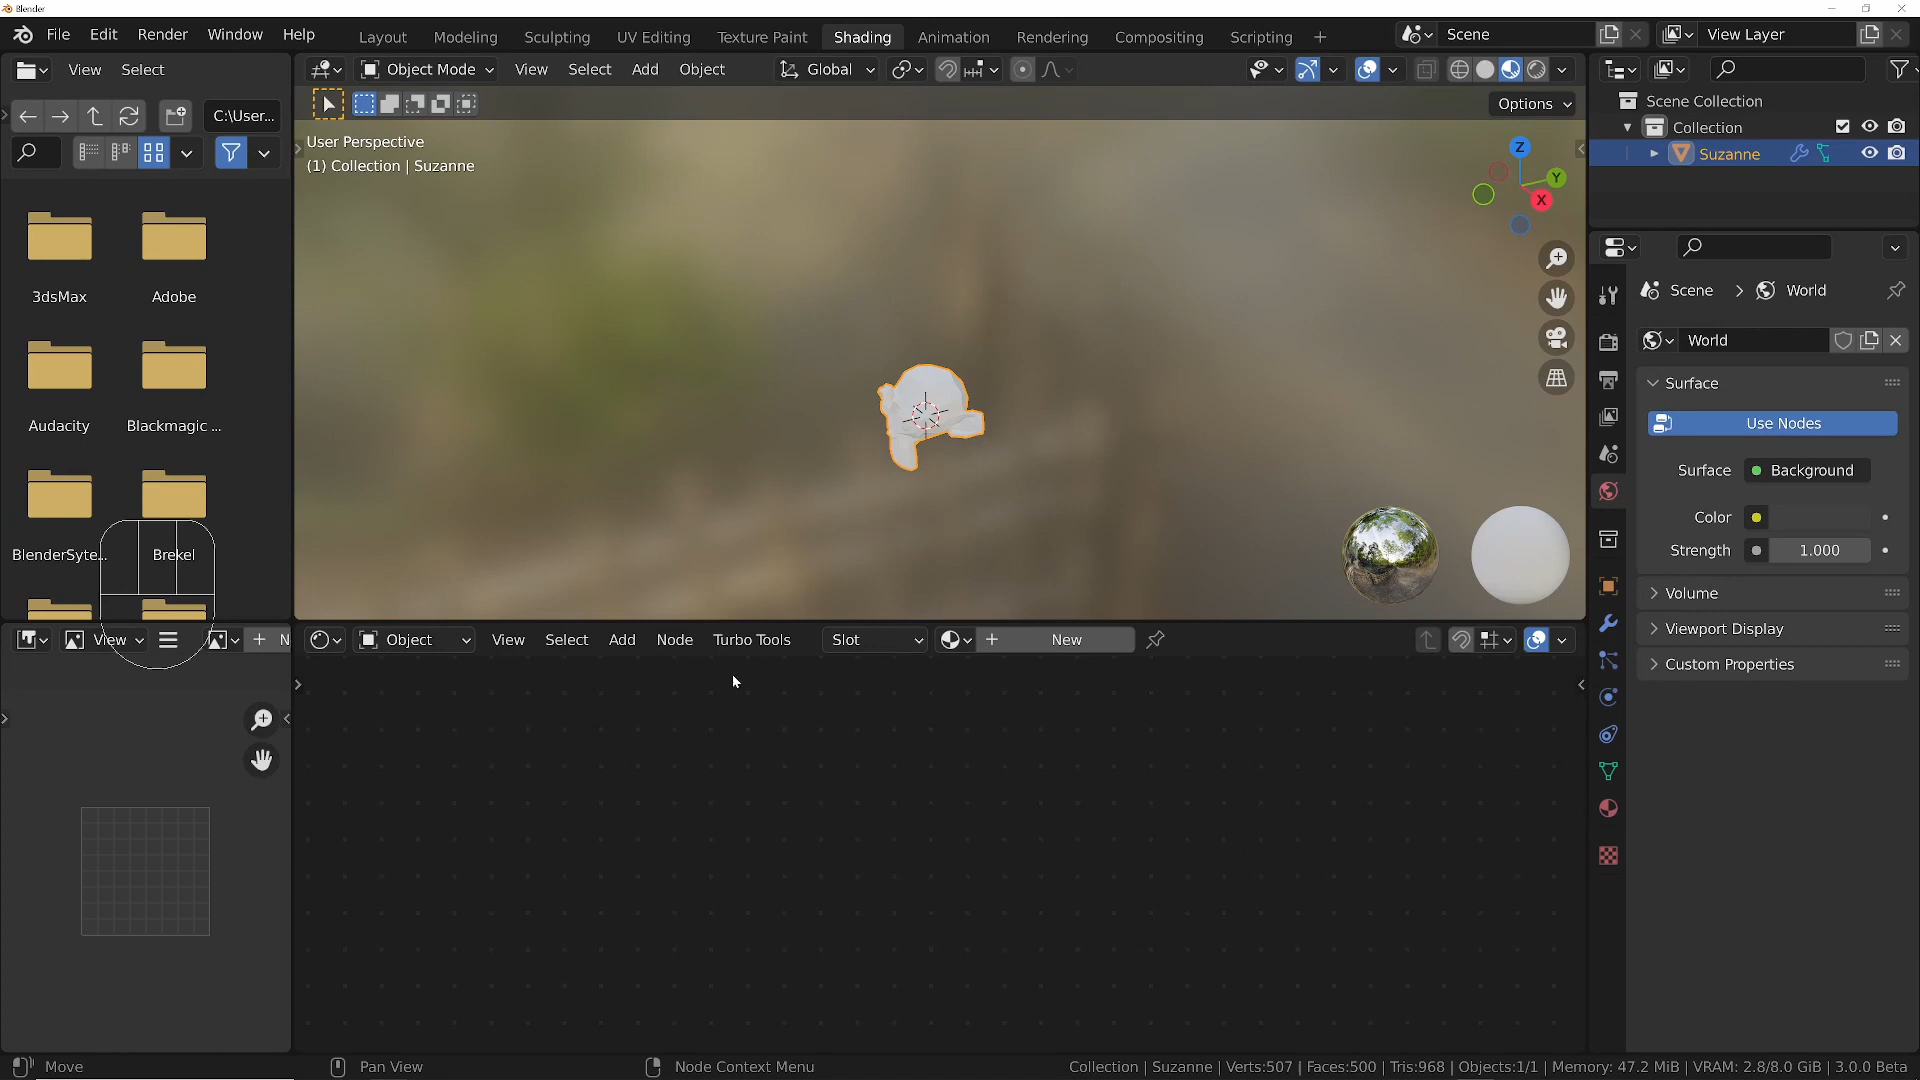 Blender
File Edit Render Window Help
Layout Modeling Sculpting UV Editing Texture Paint Shading Animation Rendering Compositing Scripting +
Scene
View Layer
View Select
Object Mode View Select Add Object
Global
C:\User...
Options
User Perspective
(1) Collection | Suzanne
Z
Y
X
Scene Collection
Collection
Suzanne
3dsMax Adobe
Audacity Blackmagic ...
BlenderSyte... Brekel
Scene > World
World
Surface
Use Nodes
Surface Background
Color
Strength 1.000
Volume
Viewport Display
Custom Properties
View
+ N
Object View Select Add Node Turbo Tools Slot + New
Move Pan View Node Context Menu
Collection | Suzanne | Verts:507 | Faces:500 | Tris:968 | Objects:1/1 | Memory: 47.2 MiB | VRAM: 2.8/8.0 GiB | 3.0.0 Beta